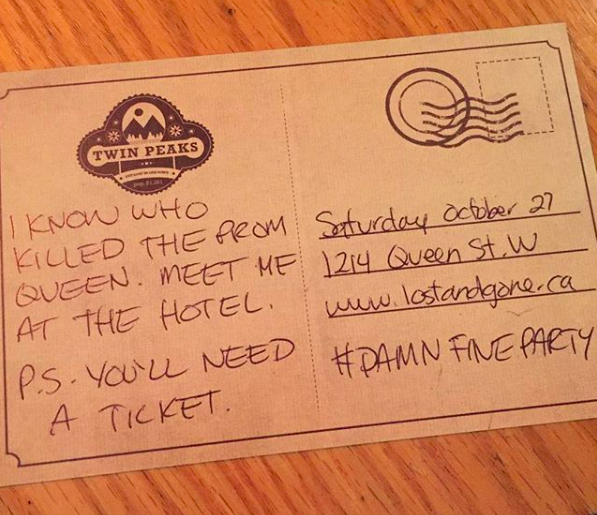 TWIN PEAKS
I KNOW WHO
KILLED THE PROM
QUEEN. MEET ME
AT THE HOTEL.
P.S. YOU'LL NEED
A TICKET.
Saturday October 27
1214 Queen St. W
www.lostandgone.ca
#DAMN FINE PARTY